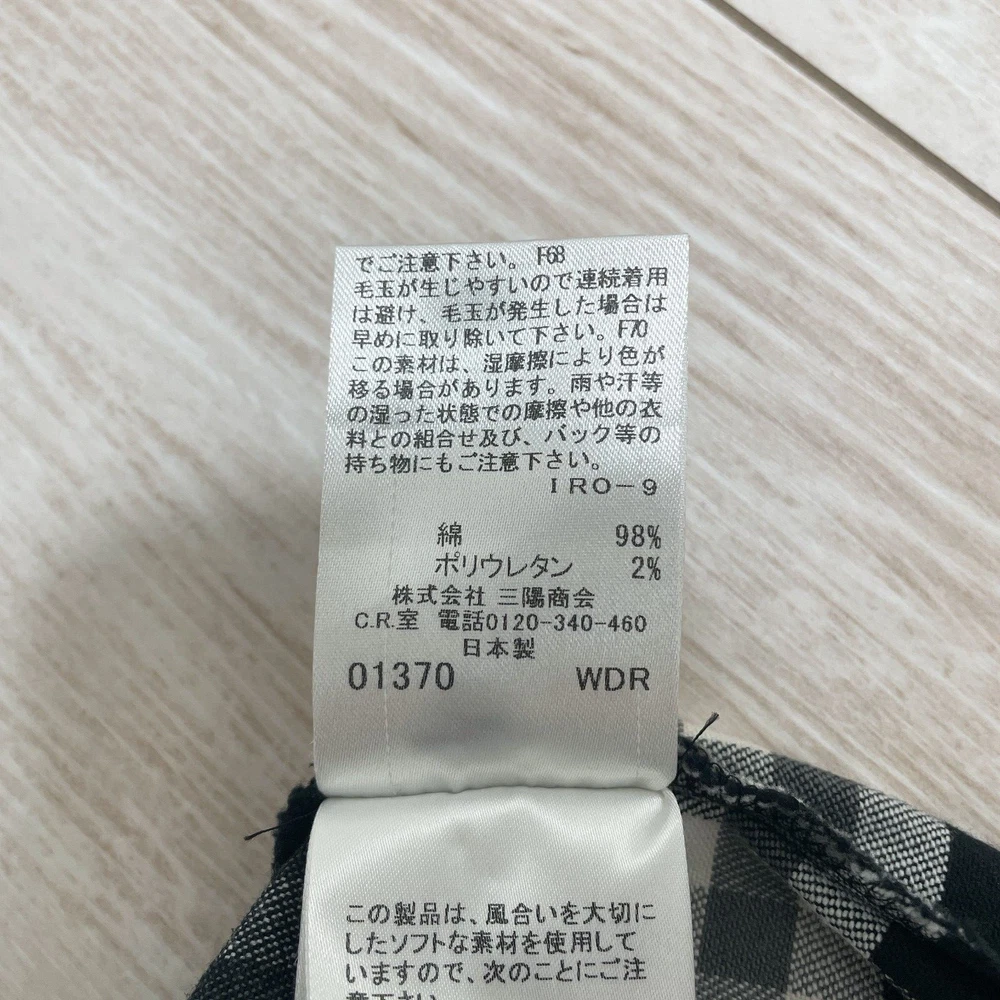 でご注意下さい。F68
毛玉が生じやすいので連続着用
は避け、毛玉が発生した場合は
早めに取り除いて下さい。F70
この素材は、湿摩擦により色が
移る場合があります。雨や汗等
の湿った状態での摩擦や他の衣
料との組合せ及び、バック等の
持ち物にもご注意下さい。
IRO-9
綿 98%
ポリウレタン 2%
株式会社 三陽商会
C.R.室 電話0120-340-460
日本製
01370 WDR
この製品は、風合いを大切に
したソフトな素材を使用して
いますので、次のことにご注
意下さい。